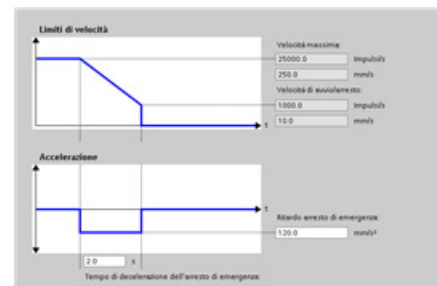 Limiti di velocità
Velocità massima:
25000.0 Impulsi/s
250.0 mm/s
Velocità di avvio/arresto:
1000.0 Impulsi/s
10.0 mm/s
t
Accelerazione
t
Ritardo arresto di emergenza:
120.0 mm/s²
2.0 s
Tempo di decelerazione dell'arresto di emergenza: